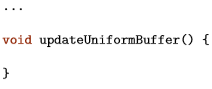 ...
void updateUniformBuffer() {
}